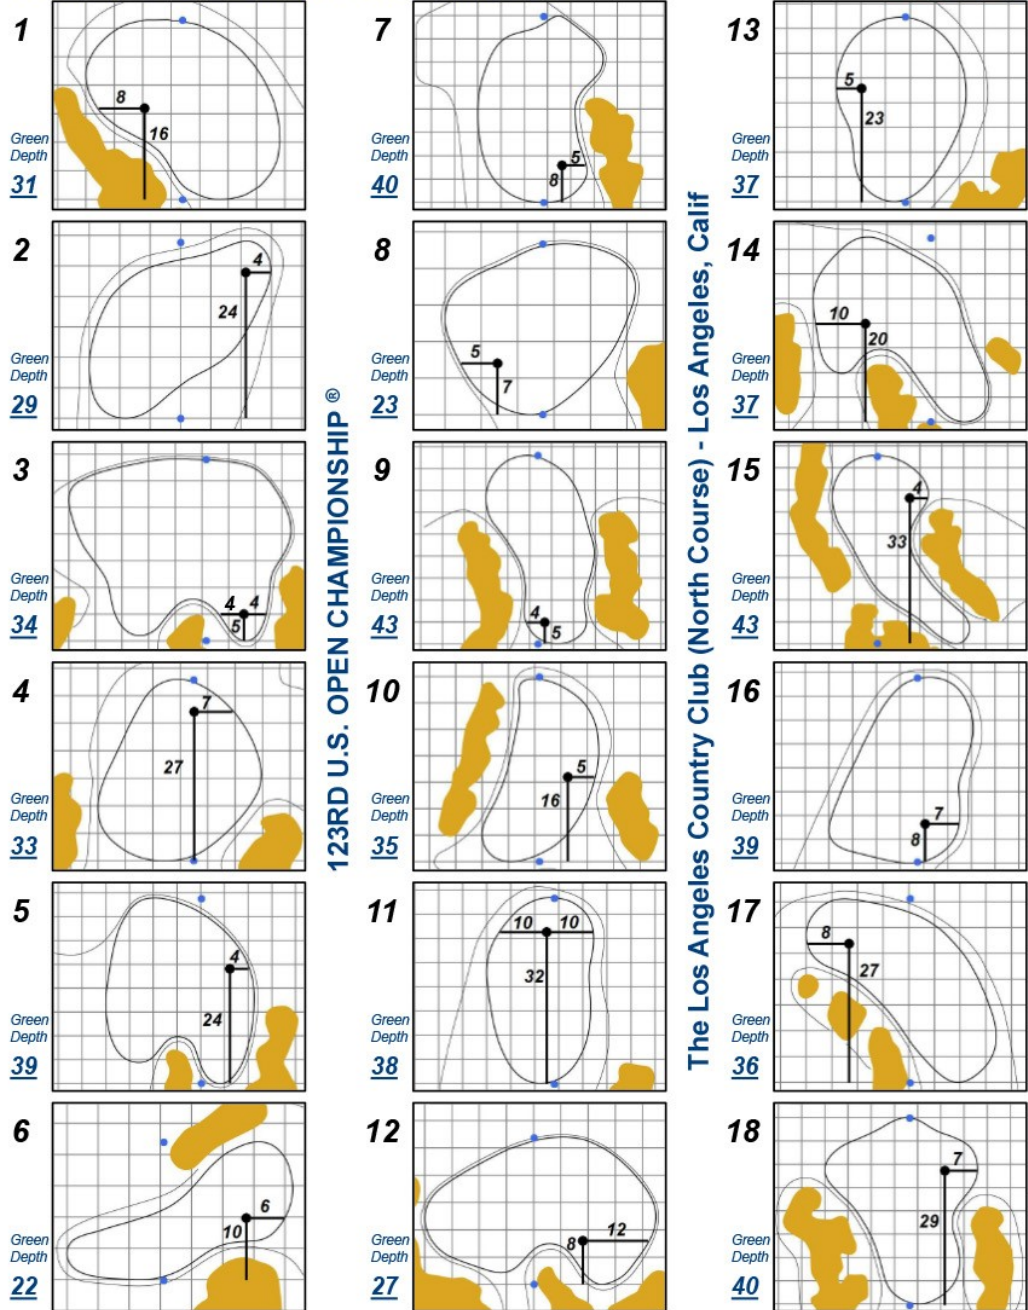 1
8
16
Green
Depth
31
2
4
24
Green
Depth
29
3
4 4
5
Green
Depth
34
4
7
27
Green
Depth
33
5
4
24
Green
Depth
39
6
6
10
Green
Depth
22
123RD U.S. OPEN CHAMPIONSHIP ®
7
5
8
Green
Depth
40
8
5
7
Green
Depth
23
9
4
5
Green
Depth
43
10
5
16
Green
Depth
35
11
10 10
32
Green
Depth
38
12
12
8
Green
Depth
27
The Los Angeles Country Club (North Course) - Los Angeles, Calif
13
5
23
Green
Depth
37
14
10
20
Green
Depth
37
15
4
33
Green
Depth
43
16
7
8
Green
Depth
39
17
8
27
Green
Depth
36
18
7
29
Green
Depth
40